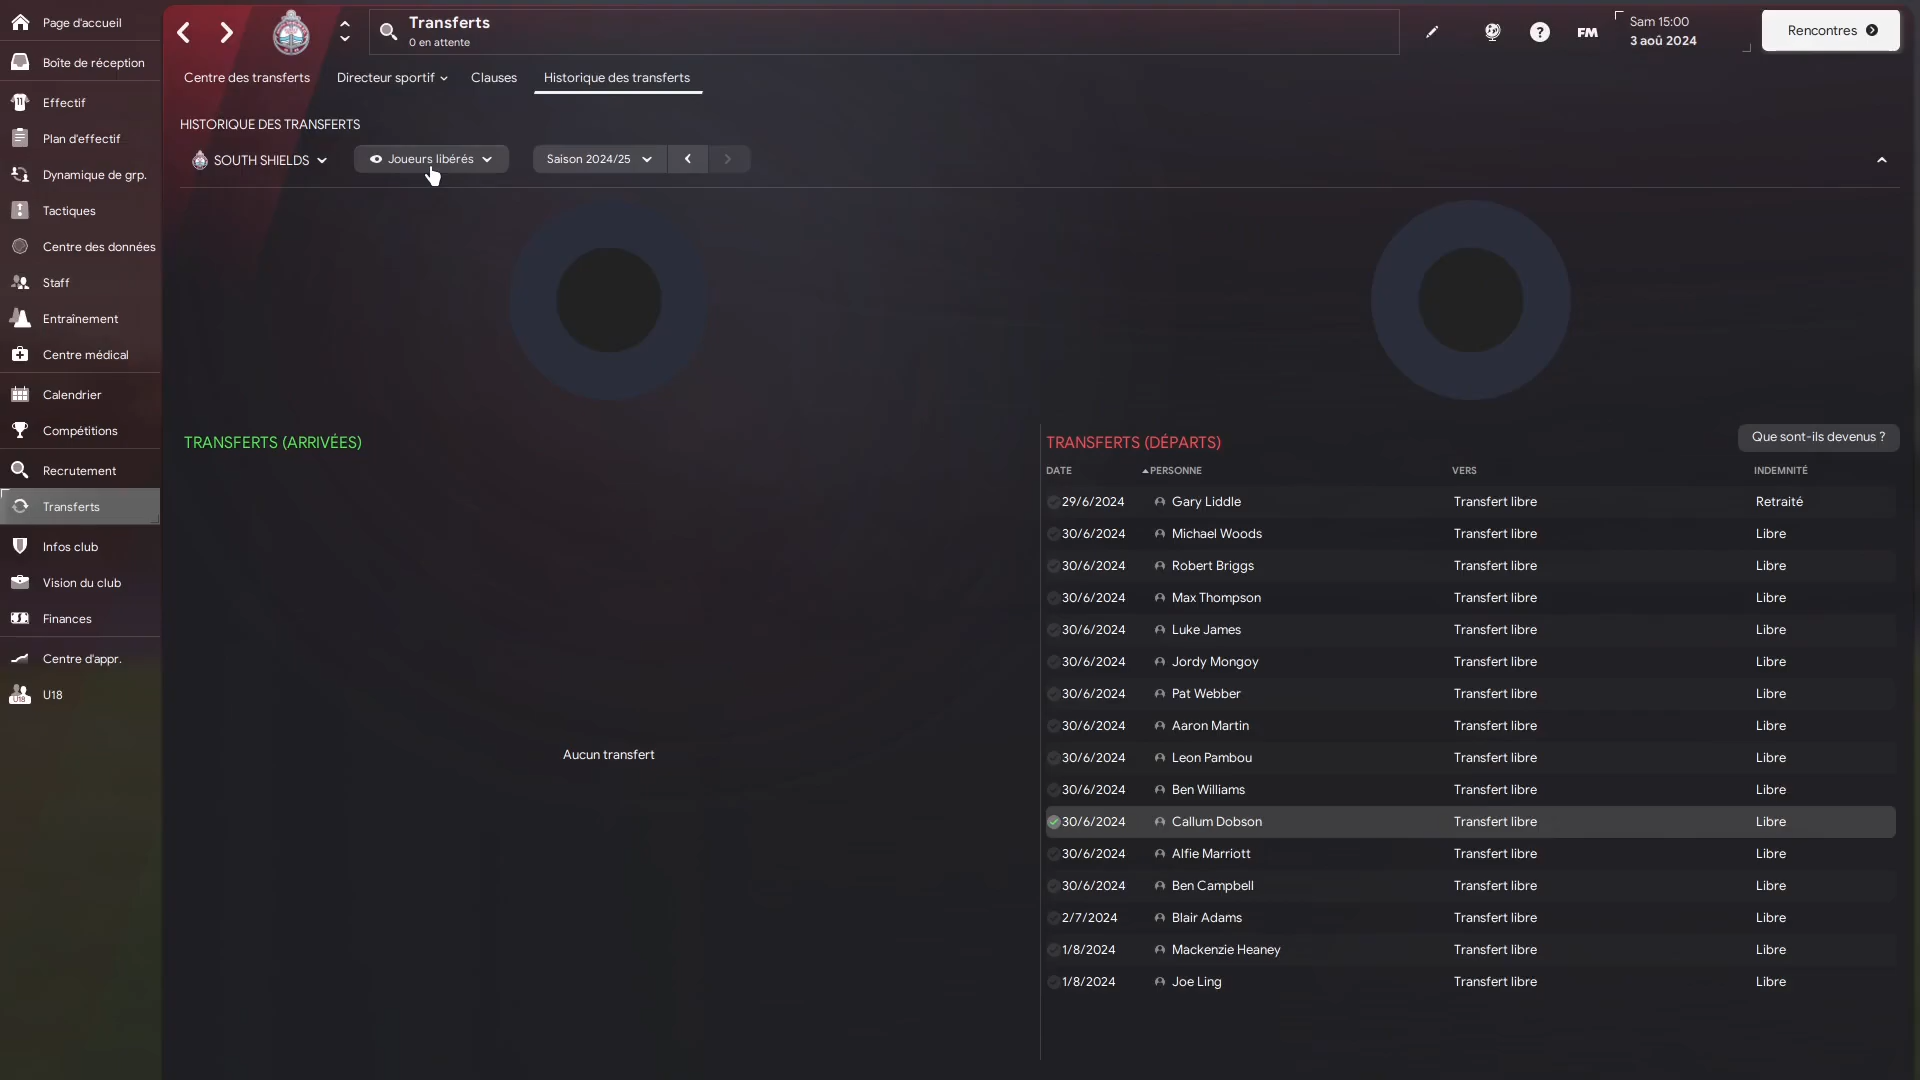 Page d'accueil
Boîte de réception
Effectif
Plan d'effectif
Dynamique de grp.
Tactiques
Centre des données
Staff
Entraînement
Centre médical
Calendrier
Compétitions
Recrutement
Transferts
Infos club
Vision du club
Finances
Centre d'appr.
U18
Transferts
0 en attente
FM
Sam 15:00
3 aoû 2024
Rencontres
Centre des transferts Directeur sportif Clauses Historique des transferts
HISTORIQUE DES TRANSFERTS
SOUTH SHIELDS Joueurs libérés Saison 2024/25
TRANSFERTS (ARRIVÉES)
Aucun transfert
TRANSFERTS (DÉPARTS) Que sont-ils devenus ?
DATE PERSONNE VERS INDEMNITÉ
29/6/2024 Gary Liddle Transfert libre Retraité
30/6/2024 Michael Woods Transfert libre Libre
30/6/2024 Robert Briggs Transfert libre Libre
30/6/2024 Max Thompson Transfert libre Libre
30/6/2024 Luke James Transfert libre Libre
30/6/2024 Jordy Mongoy Transfert libre Libre
30/6/2024 Pat Webber Transfert libre Libre
30/6/2024 Aaron Martin Transfert libre Libre
30/6/2024 Leon Pambou Transfert libre Libre
30/6/2024 Ben Williams Transfert libre Libre
30/6/2024 Callum Dobson Transfert libre Libre
30/6/2024 Alfie Marriott Transfert libre Libre
30/6/2024 Ben Campbell Transfert libre Libre
2/7/2024 Blair Adams Transfert libre Libre
1/8/2024 Mackenzie Heaney Transfert libre Libre
1/8/2024 Joe Ling Transfert libre Libre